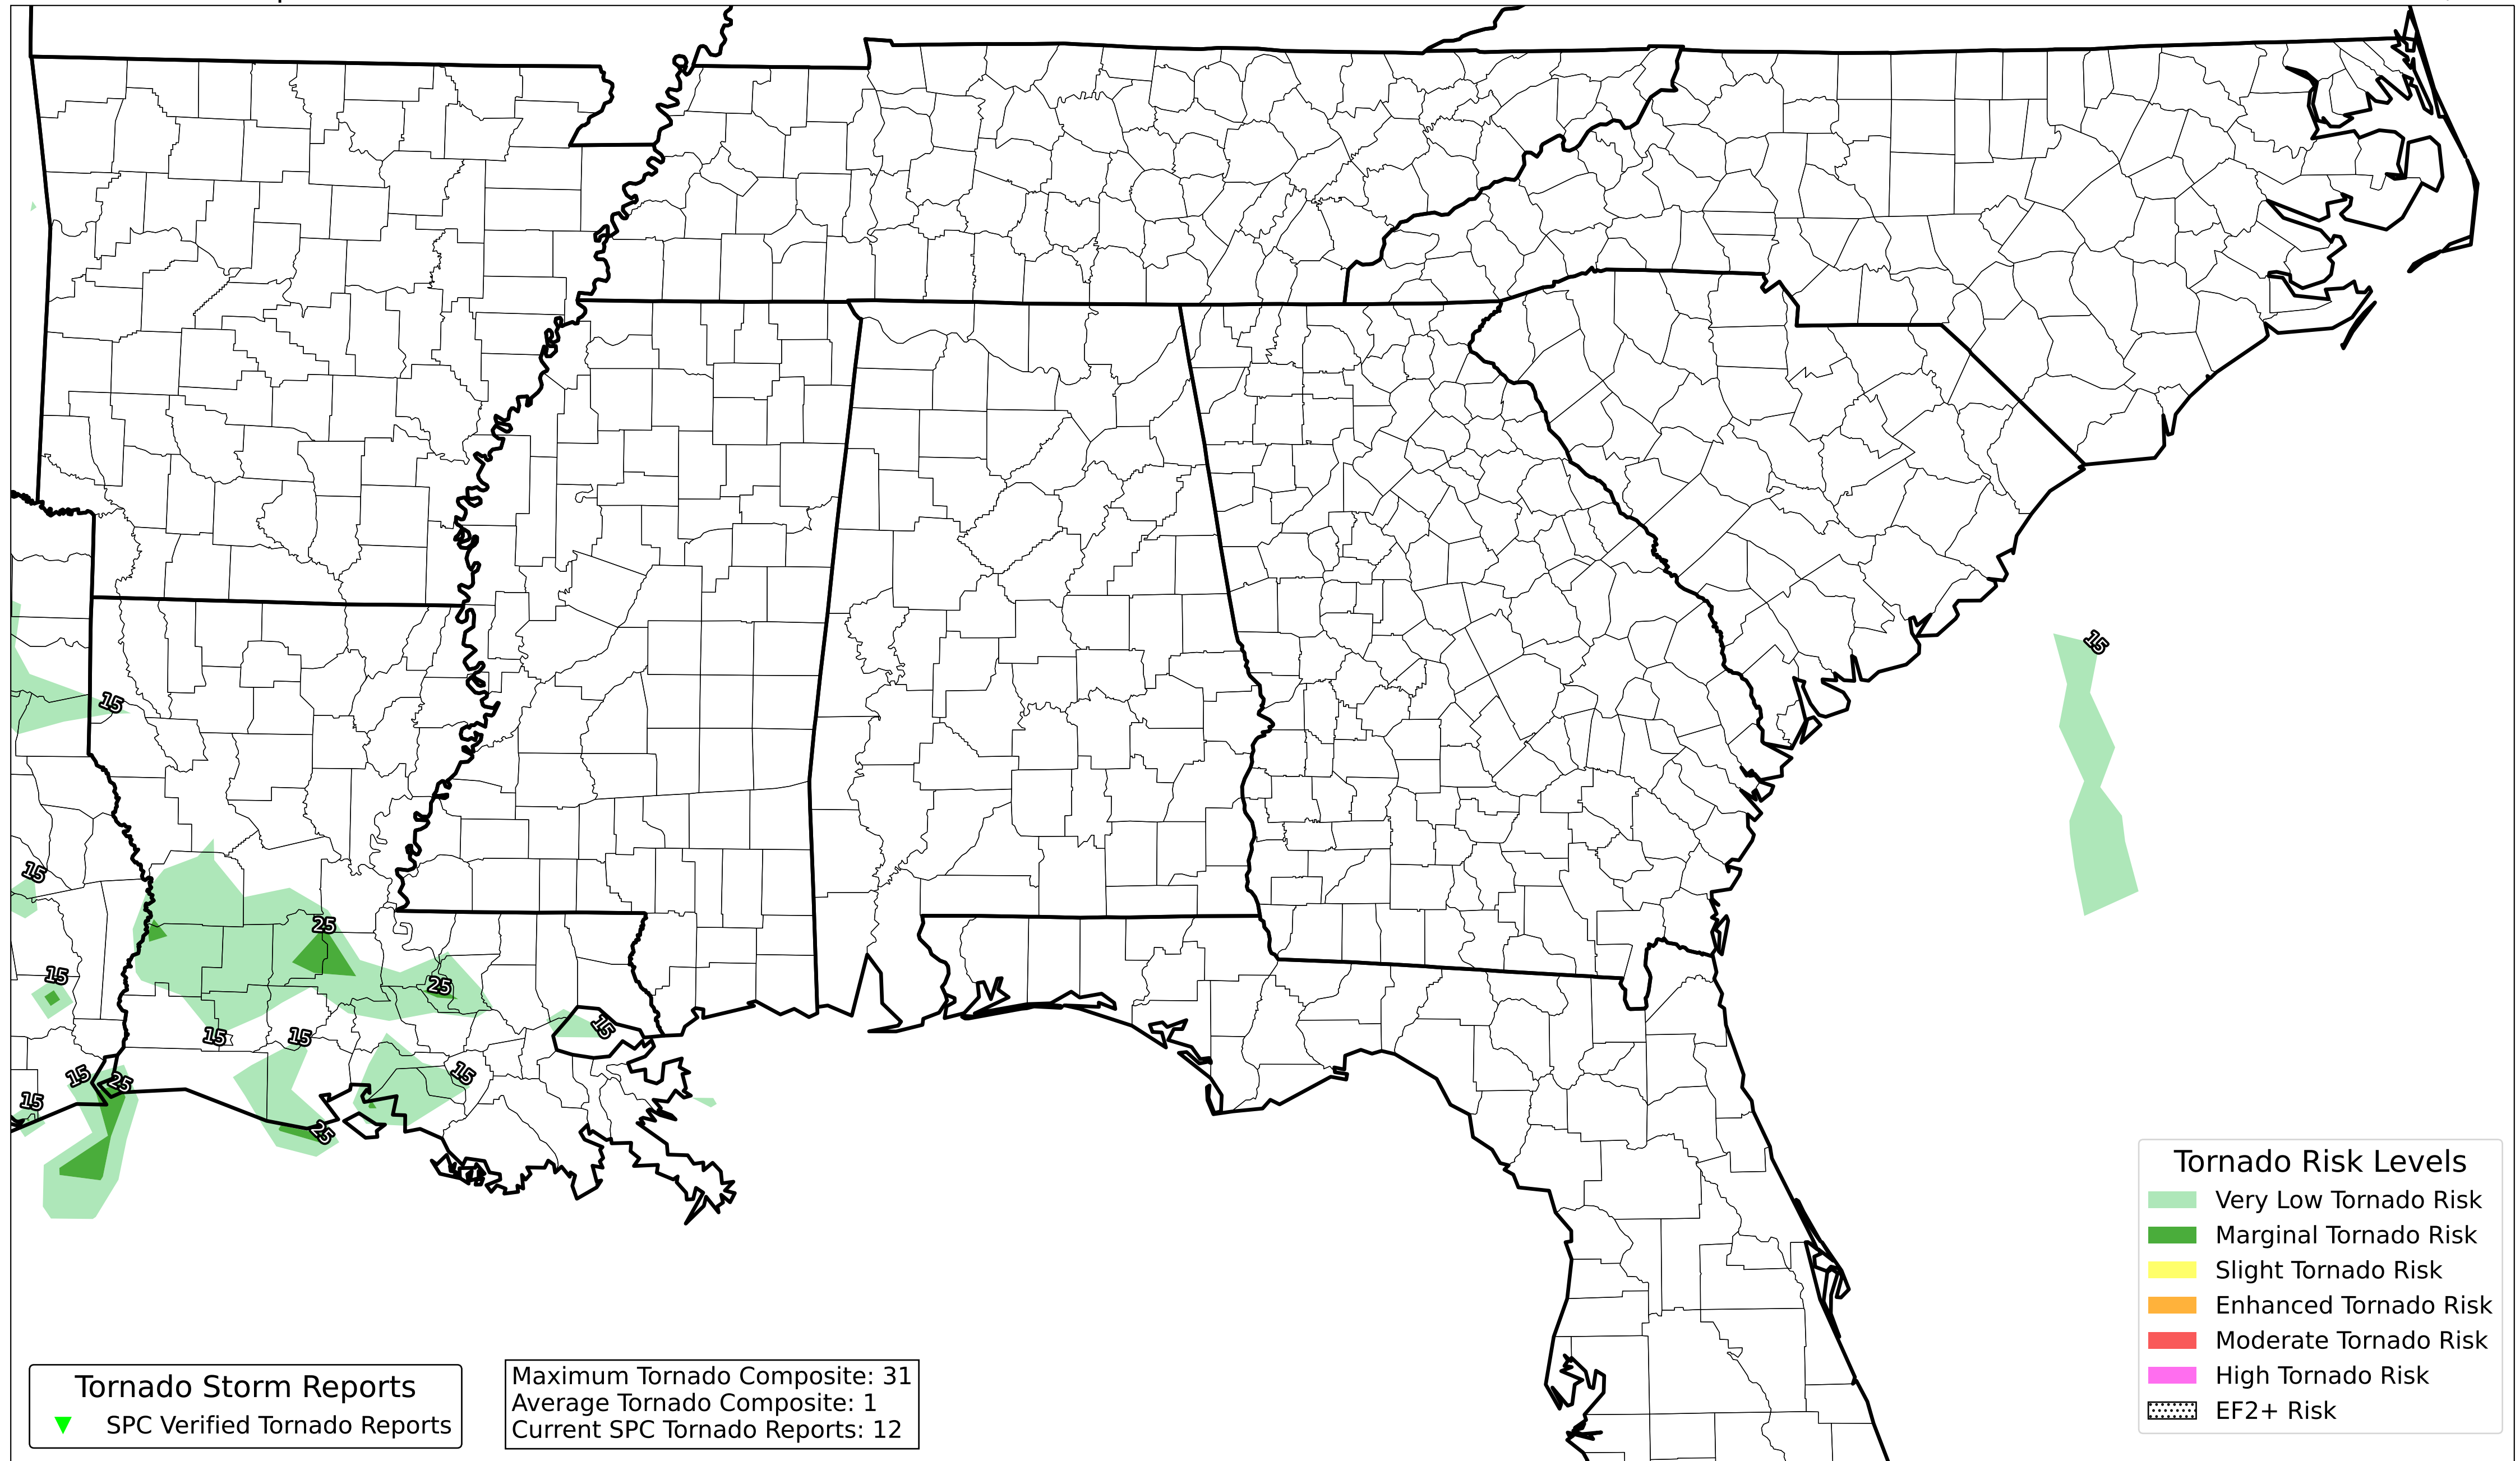 15
15
15
25
15
25
15
15
15
15
25
15
15
25
Tornado Risk Levels
Very Low Tornado Risk
Marginal Tornado Risk
Slight Tornado Risk
Enhanced Tornado Risk
Moderate Tornado Risk
High Tornado Risk
EF2+ Risk
Tornado Storm Reports
SPC Verified Tornado Reports
Maximum Tornado Composite: 31
Average Tornado Composite: 1
Current SPC Tornado Reports: 12